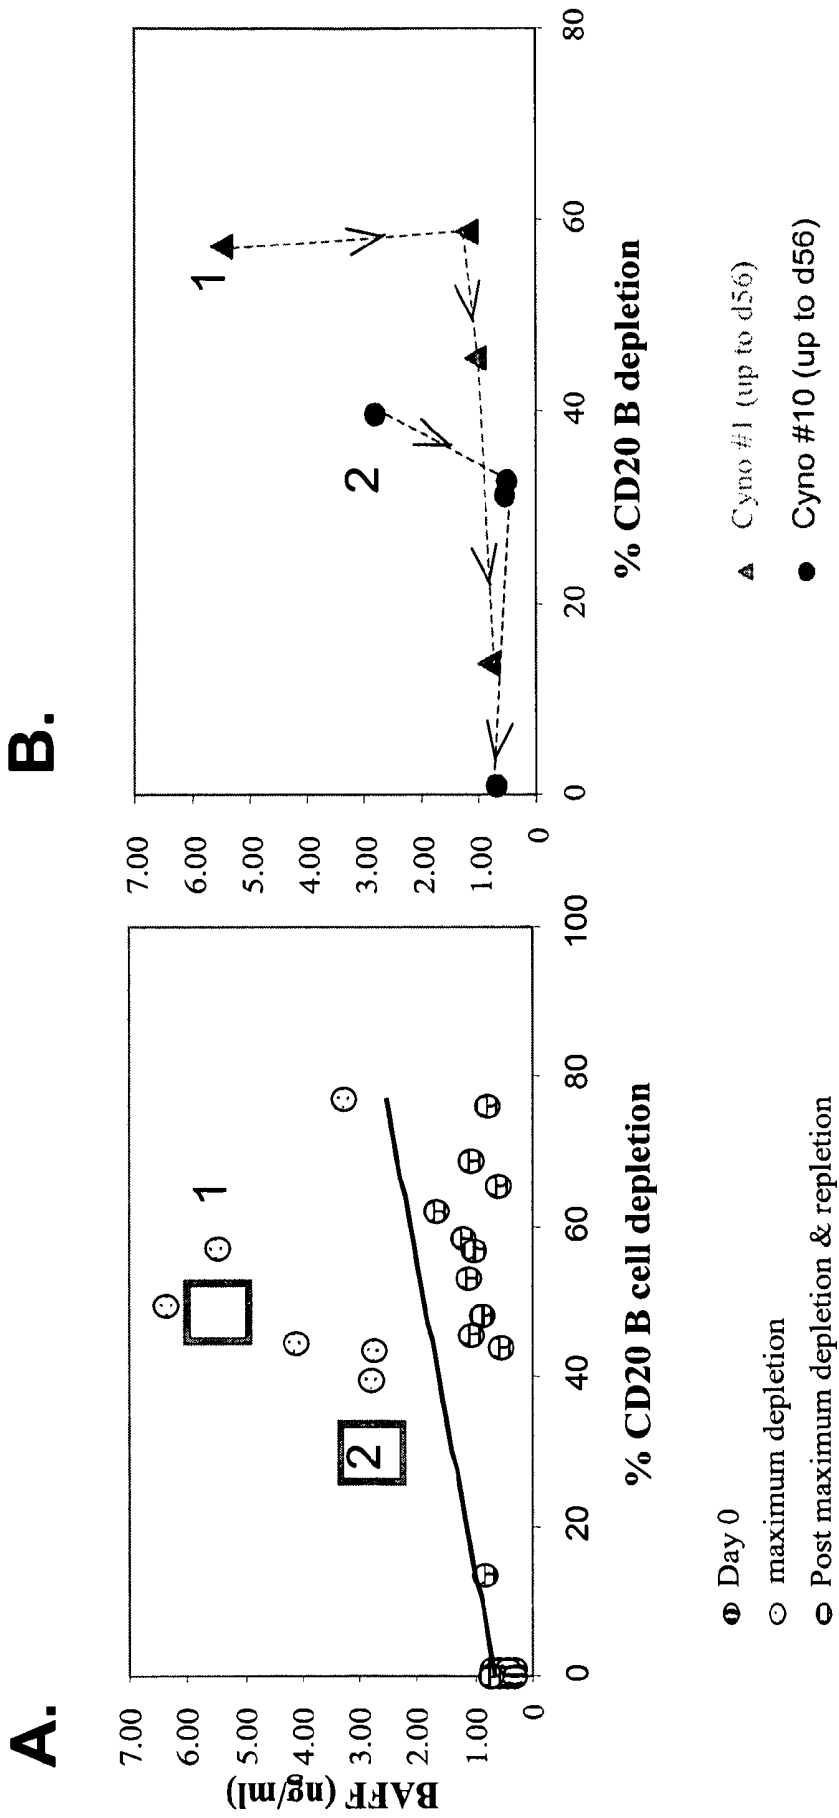 A.
BAFF (ng/ml)
7.00
6.00
5.00
4.00
3.00
2.00
1.00
0
0 20 40 60 80 100
1
2
% CD20 B cell depletion
Day 0
maximum depletion
Post maximum depletion & repletion
B.
7.00
6.00
5.00
4.00
3.00
2.00
1.00
0
0 20 40 60 80
1
2
% CD20 B depletion
Cyno #1 (up to d56)
Cyno #10 (up to d56)